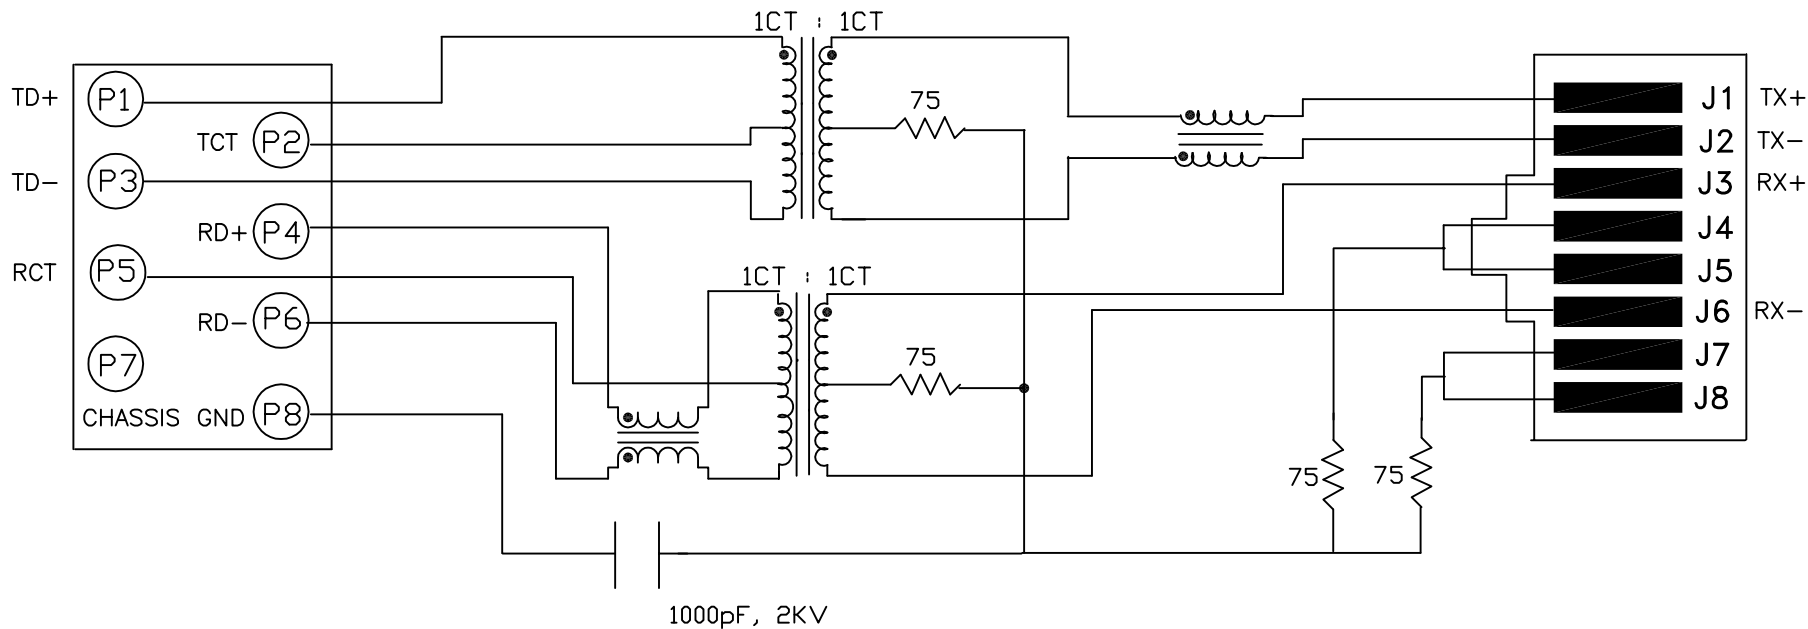 1CT : 1CT
TD+ P1
TCT P2
TD- P3
RD+ P4
RCT P5
RD- P6
P7
CHASSIS GND P8
75
1CT : 1CT
75
1000pF, 2KV
75
75
J1 TX+
J2 TX-
J3 RX+
J4
J5
J6 RX-
J7
J8